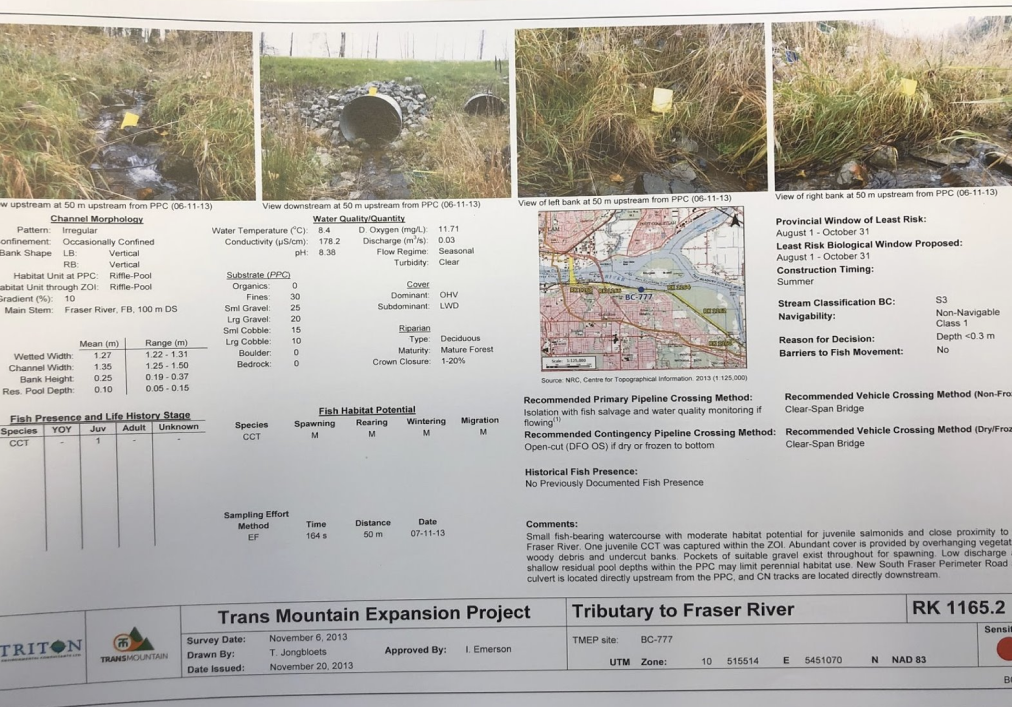 w upstream at 50 m upstream from PPC (06-11-13)
View downstream at 50 m upstream from PPC (06-11-13)
View of left bank at 50 m upstream from PPC (06-11-13)
View of right bank at 50 m upstream from PPC (06-11-13)
Channel Morphology
Pattern: Irregular
onfinement: Occasionally Confined
Bank Shape LB: Vertical
RB: Vertical
Habitat Unit at PPC: Riffle-Pool
abitat Unit through ZOI: Riffle-Pool
Gradient (%): 10
Main Stem: Fraser River, FB, 100 m DS
Mean (m) Range (m)
Wetted Width: 1.27 1.22 - 1.31
Channel Width: 1.35 1.25 - 1.50
Bank Height: 0.25 0.19 - 0.37
Res. Pool Depth: 0.10 0.05 - 0.15
Water Quality/Quantity
Water Temperature (°C): 8.4 D. Oxygen (mg/L): 11.71
Conductivity (µS/cm): 178.2 Discharge (m³/s): 0.03
pH: 8.38 Flow Regime: Seasonal
Turbidity: Clear
Substrate (PPC)
Organics: 0
Fines: 30
Sml Gravel: 25
Lrg Gravel: 20
Sml Cobble: 15
Lrg Cobble: 10
Boulder: 0
Bedrock: 0
Cover
Dominant: OHV
Subdominant: LWD
Riparian
Type: Deciduous
Maturity: Mature Forest
Crown Closure: 1-20%
BC-777
Source: NRC, Centre for Topographical Information. 2013 (1:125,000)
Provincial Window of Least Risk:
August 1 - October 31
Least Risk Biological Window Proposed:
August 1 - October 31
Construction Timing:
Summer
Stream Classification BC: S3
Navigability: Non-Navigable
Class 1
Reason for Decision: Depth <0.3 m
Barriers to Fish Movement: No
Fish Presence and Life History Stage
Species YOY Juv Adult Unknown
CCT - 1 - -
Fish Habitat Potential
Species Spawning Rearing Wintering Migration
CCT M M M M
Sampling Effort
Method Time Distance Date
EF 164 s 50 m 07-11-13
Recommended Primary Pipeline Crossing Method:
Isolation with fish salvage and water quality monitoring if
flowing(1)
Recommended Contingency Pipeline Crossing Method:
Open-cut (DFO OS) if dry or frozen to bottom
Recommended Vehicle Crossing Method (Non-Fro
Clear-Span Bridge
Recommended Vehicle Crossing Method (Dry/Froz
Clear-Span Bridge
Historical Fish Presence:
No Previously Documented Fish Presence
Comments:
Small fish-bearing watercourse with moderate habitat potential for juvenile salmonids and close proximity to
Fraser River. One juvenile CCT was captured within the ZOI. Abundant cover is provided by overhanging vegetat
woody debris and undercut banks. Pockets of suitable gravel exist throughout for spawning. Low discharge
shallow residual pool depths within the PPC may limit perennial habitat use. New South Fraser Perimeter Road
culvert is located directly upstream from the PPC, and CN tracks are located directly downstream.
TRITON
TRANSMOUNTAIN
Trans Mountain Expansion Project
Survey Date: November 6, 2013
Drawn By: T. Jongbloets Approved By: I. Emerson
Date Issued: November 20, 2013
Tributary to Fraser River
TMEP site: BC-777
UTM Zone: 10 515514 E 5451070 N NAD 83
RK 1165.2
Sensit